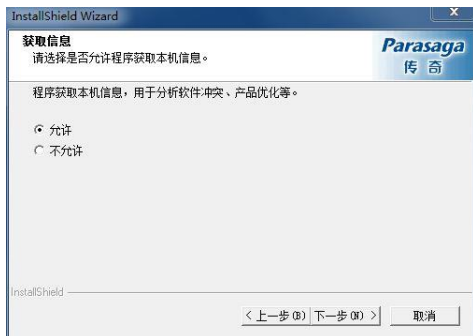 InstallShield Wizard
获取信息
请选择是否允许程序获取本机信息。
Parasaga
传奇
程序获取本机信息，用于分析软件冲突、产品优化等。
允许
不允许
InstallShield
< 上一步(B) 下一步(N) > 取消